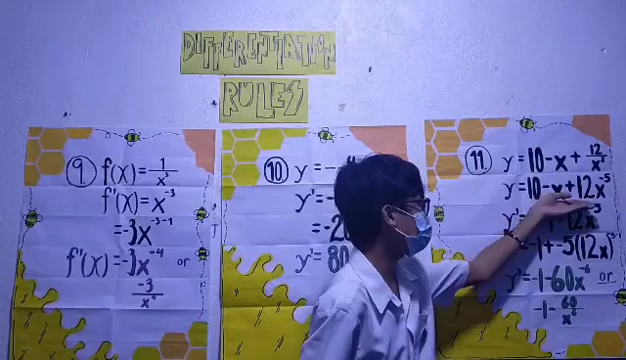 DIFFERENTIATION
RULES
9 f(x) = 1/x³
f'(x) = x⁻³
= -3x⁻³⁻¹
f'(x) = -3x⁻⁴ or
-3/x⁴
10 y = -
y' =
= -2
y' = 80
11 y = 10 - x + 12/x⁵
y = 10 - x + 12x⁻⁵
y' =
-1 + -5(12x)
y' = -1 - 60x⁻⁶ or
-1 - 60/x⁶